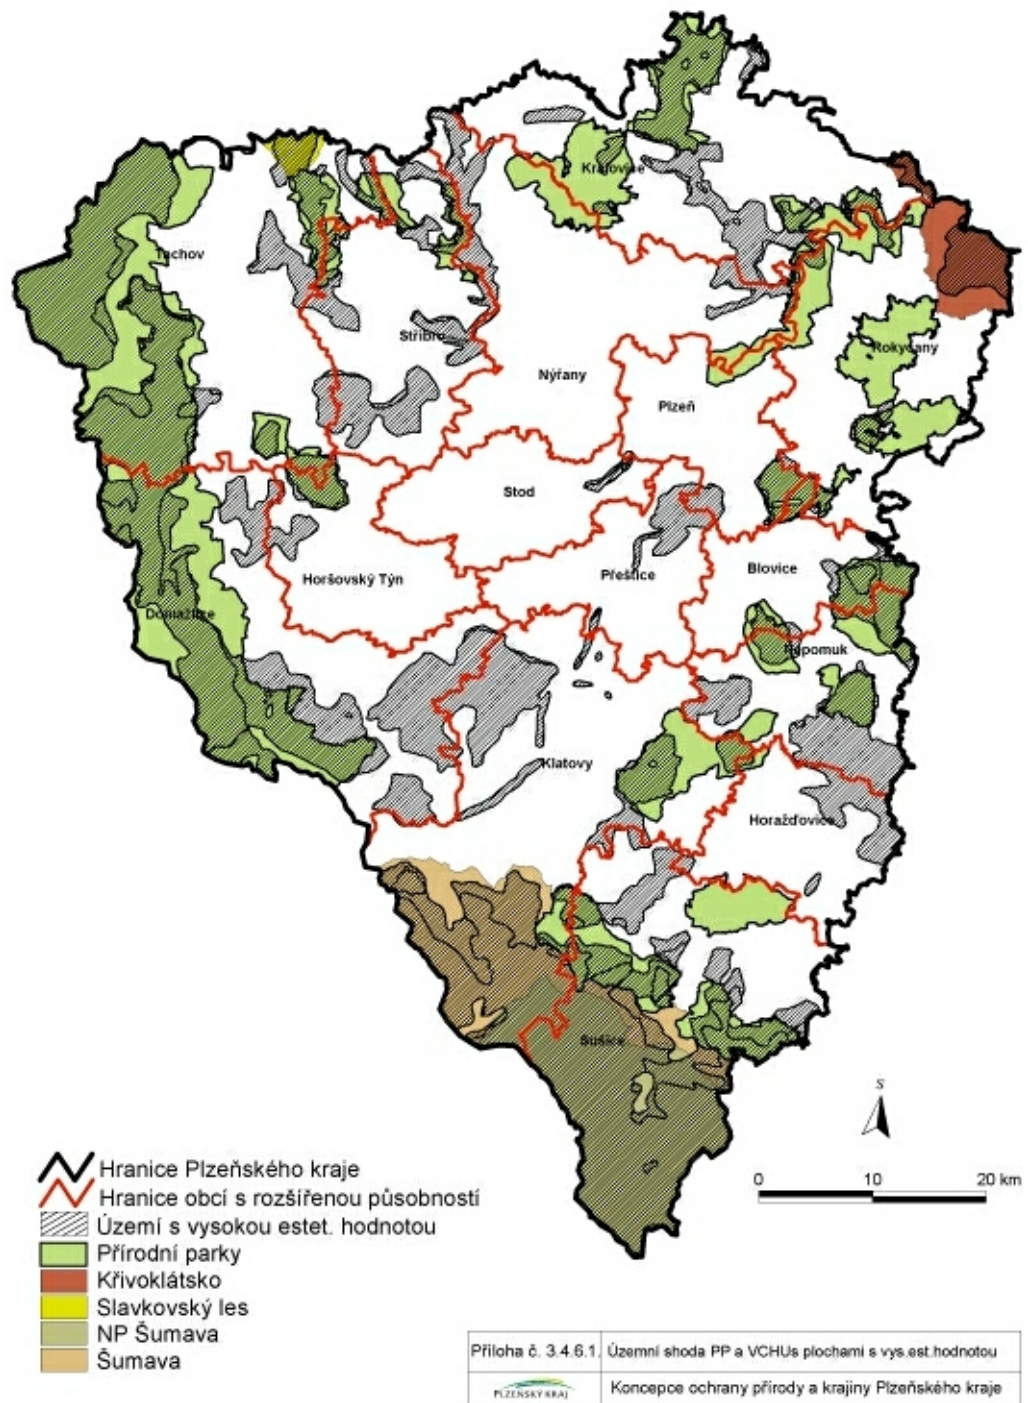 Kralovice
Tachov
Stříbro
Rokycany
Nýřany
Plzeň
Stod
Horšovský Týn
Přeštice
Blovice
Domažlice
Nepomuk
Klatovy
Horažďovice
Sušice
S
0 10 20 km
Hranice Plzeňského kraje
Hranice obcí s rozšířenou působností
Území s vysokou estet. hodnotou
Přírodní parky
Křivoklátsko
Slavkovský les
NP Šumava
Šumava
Příloha č. 3.4.6.1. Územní shoda PP a VCHÚs plochami s vys.est.hodnotou
PLZEŇSKÝ KRAJ Koncepce ochrany přírody a krajiny Plzeňského kraje